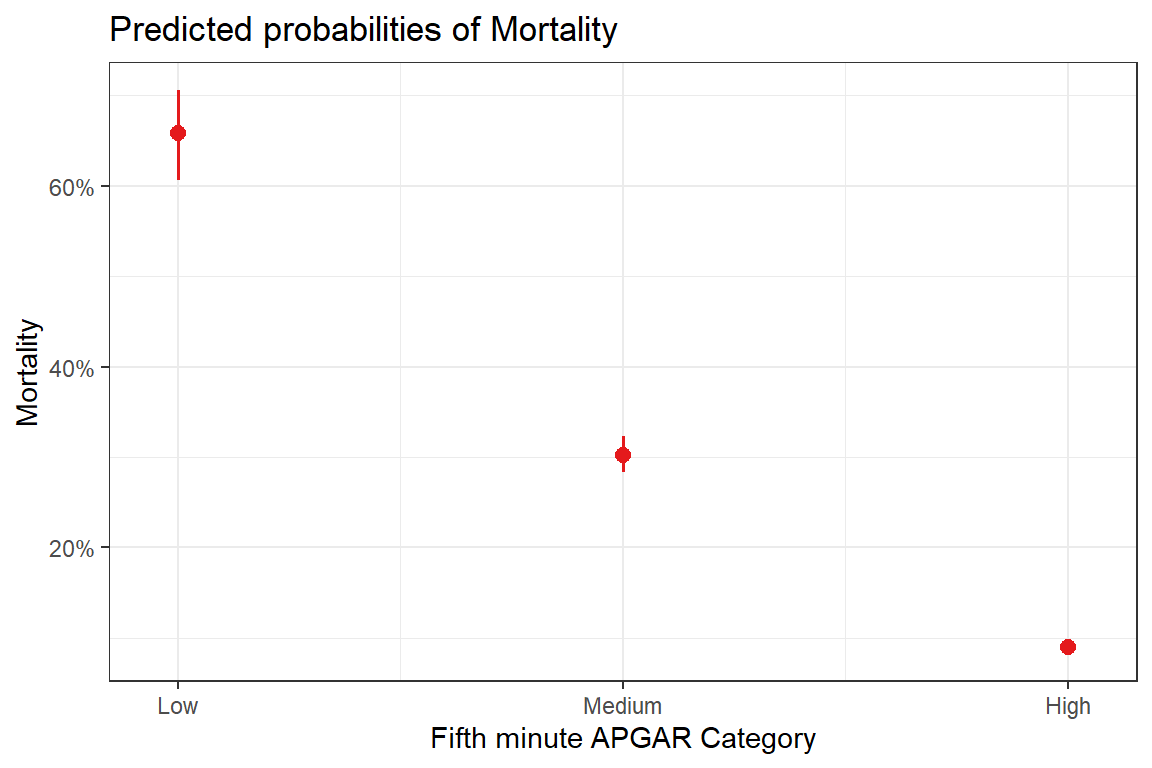 Predicted probabilities of Mortality
60%
40%
20%
Mortality
Low Medium High
Fifth minute APGAR Category